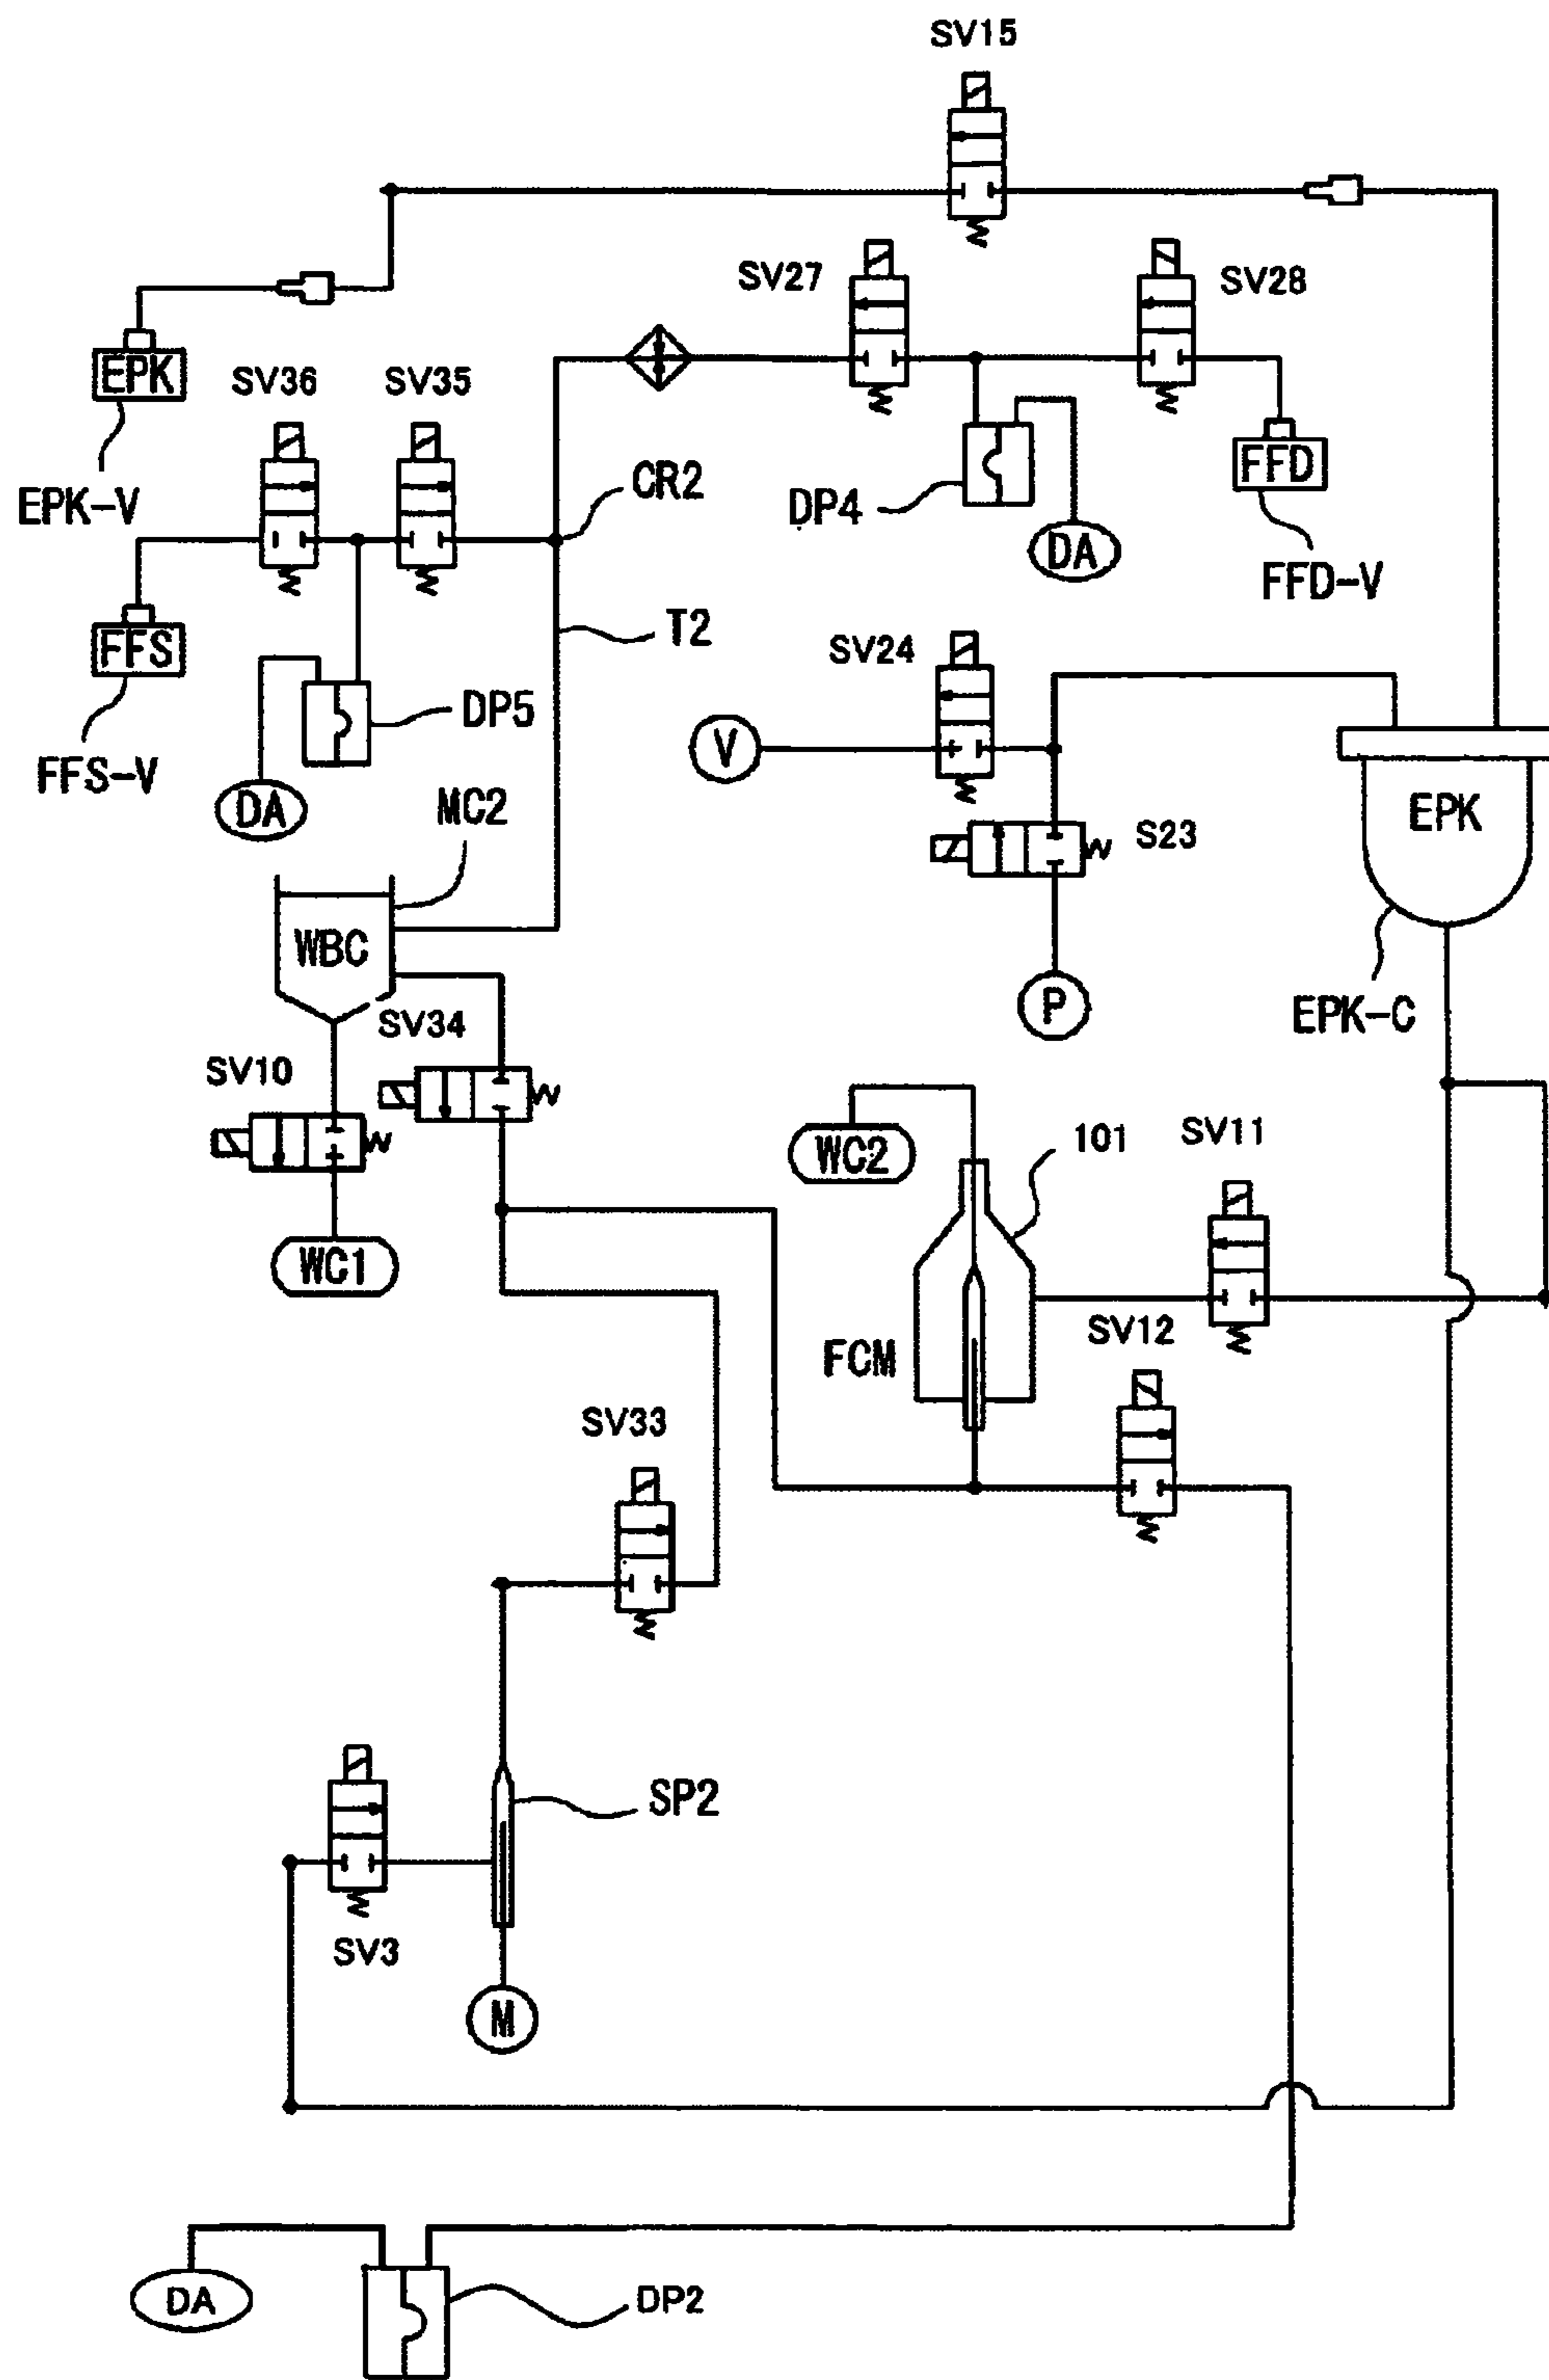 SV15
SV27
SV28
EPK
SV36
SV35
EPK-V
CR2
DP4
FFD
DA
FFD-V
FFS
T2
SV24
DP5
FFS-V
V
DA
MC2
S23
EPK
WBC
P
EPK-C
SV34
SV10
WC2
101
SV11
WC1
FCM
SV12
SV33
SP2
SV3
M
DA
DP2